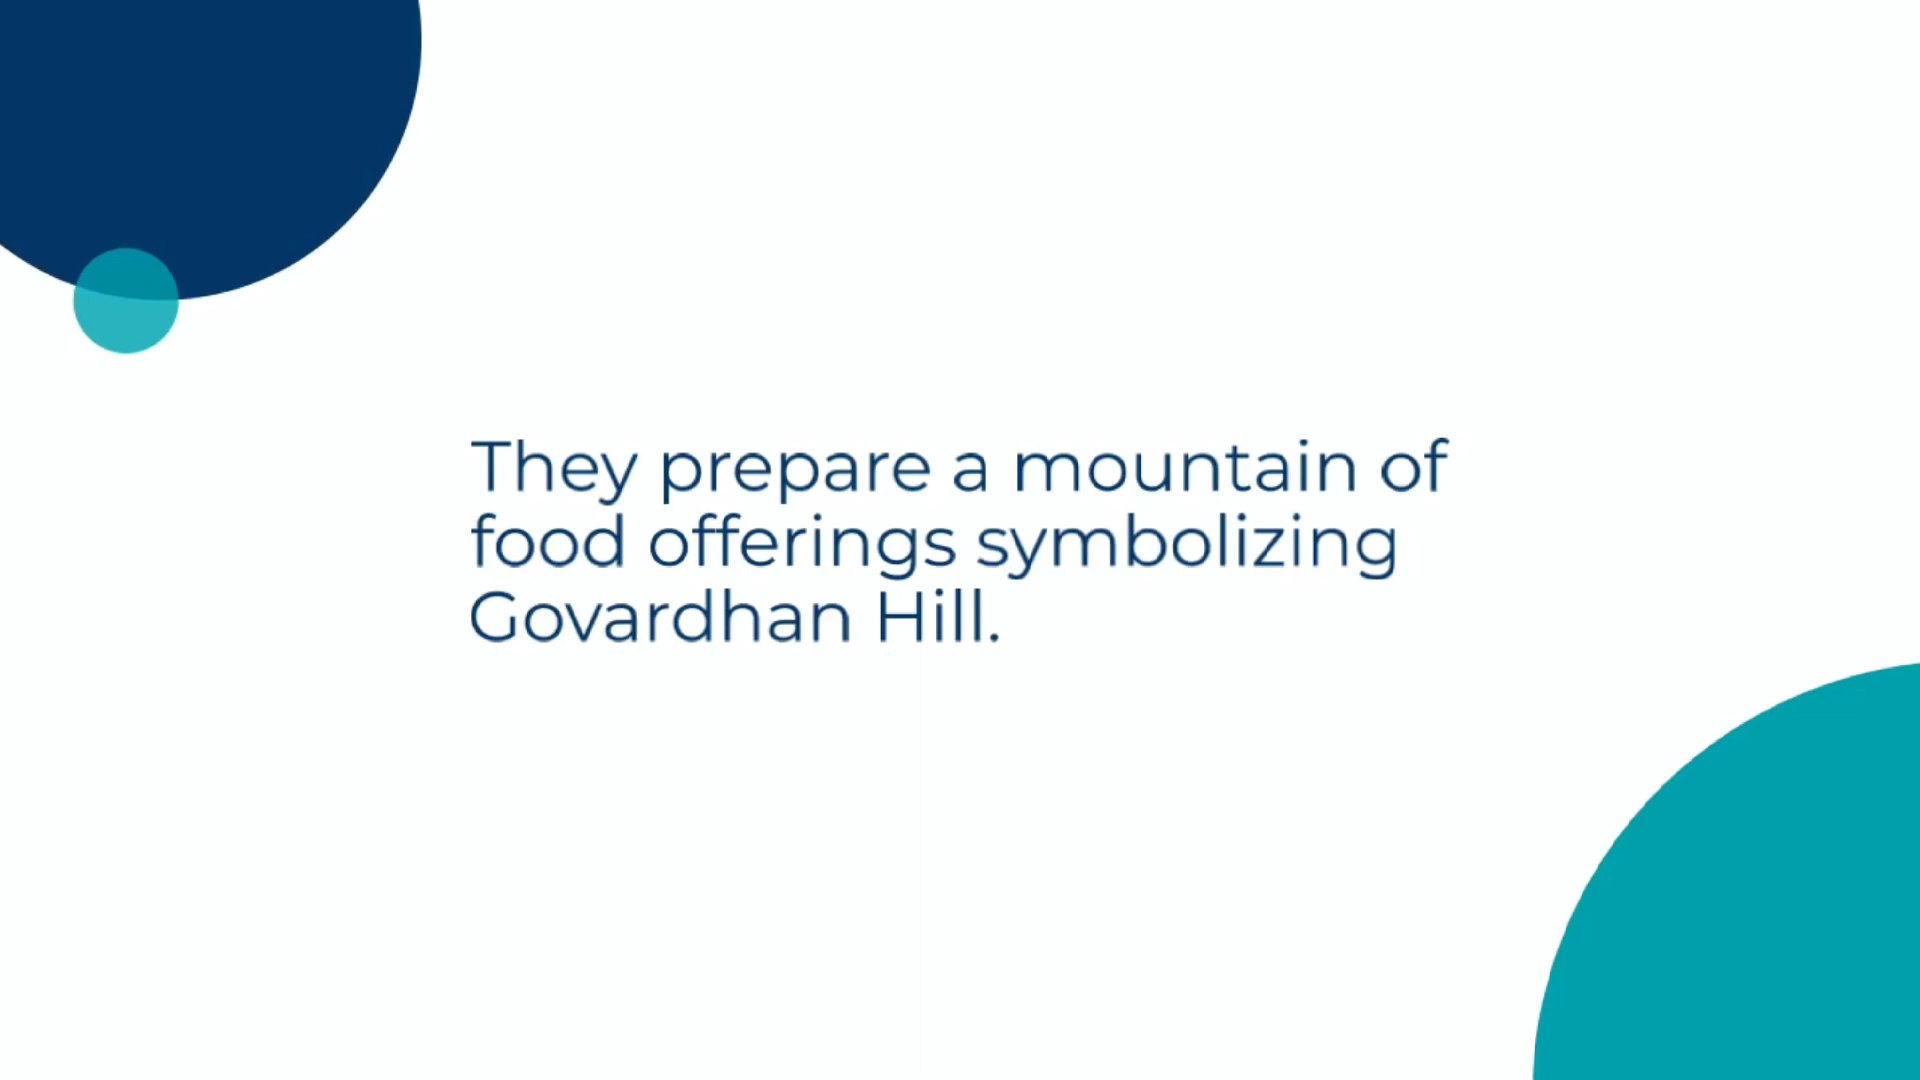 They prepare a mountain of
food offerings symbolizing
Govardhan Hill.